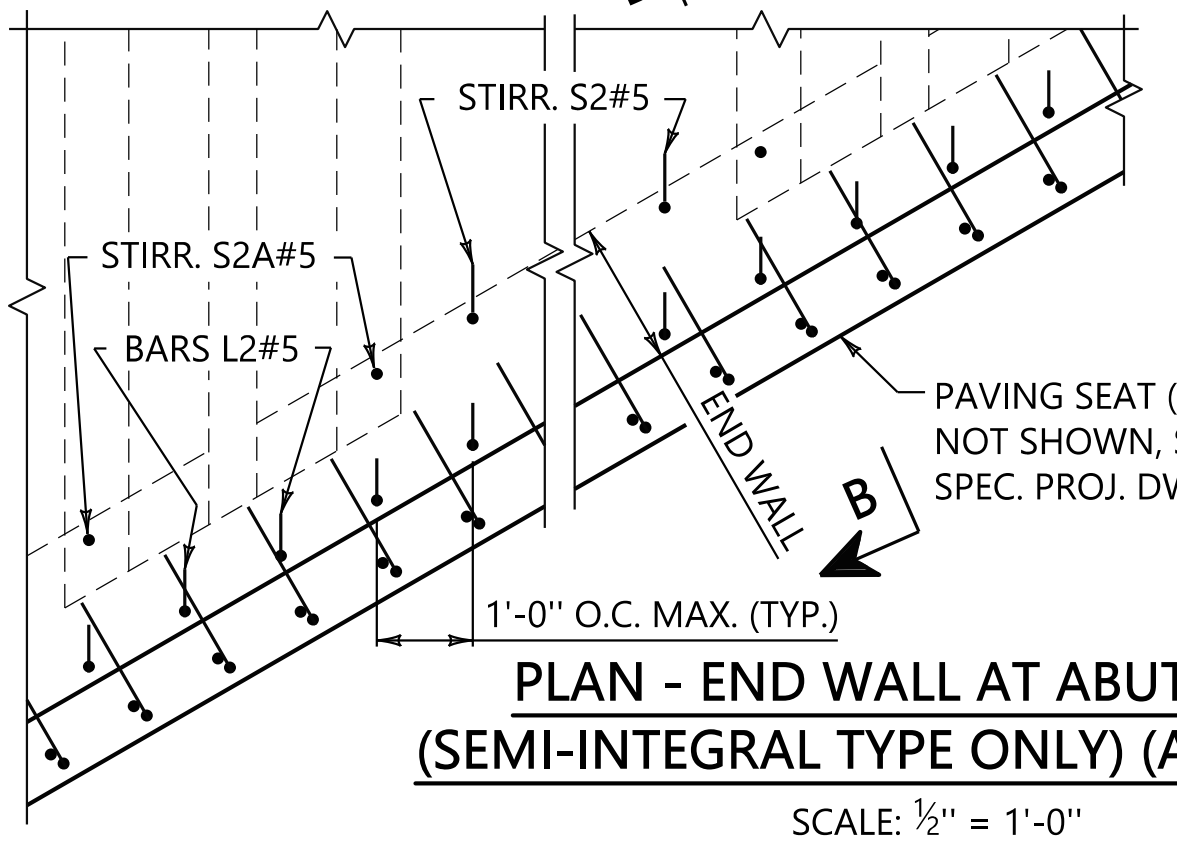 STIRR. S2#5
STIRR. S2A#5
BARS L2#5
PAVING SEAT (
NOT SHOWN, S
SPEC. PROJ. DW
END WALL
B
1'-0'' O.C. MAX. (TYP.)
PLAN - END WALL AT ABUT
(SEMI-INTEGRAL TYPE ONLY) (A
SCALE: ½'' = 1'-0''